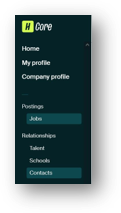 H Core
Home
My profile
Company profile
Postings
Jobs
Relationships
Talent
Schools
Contacts